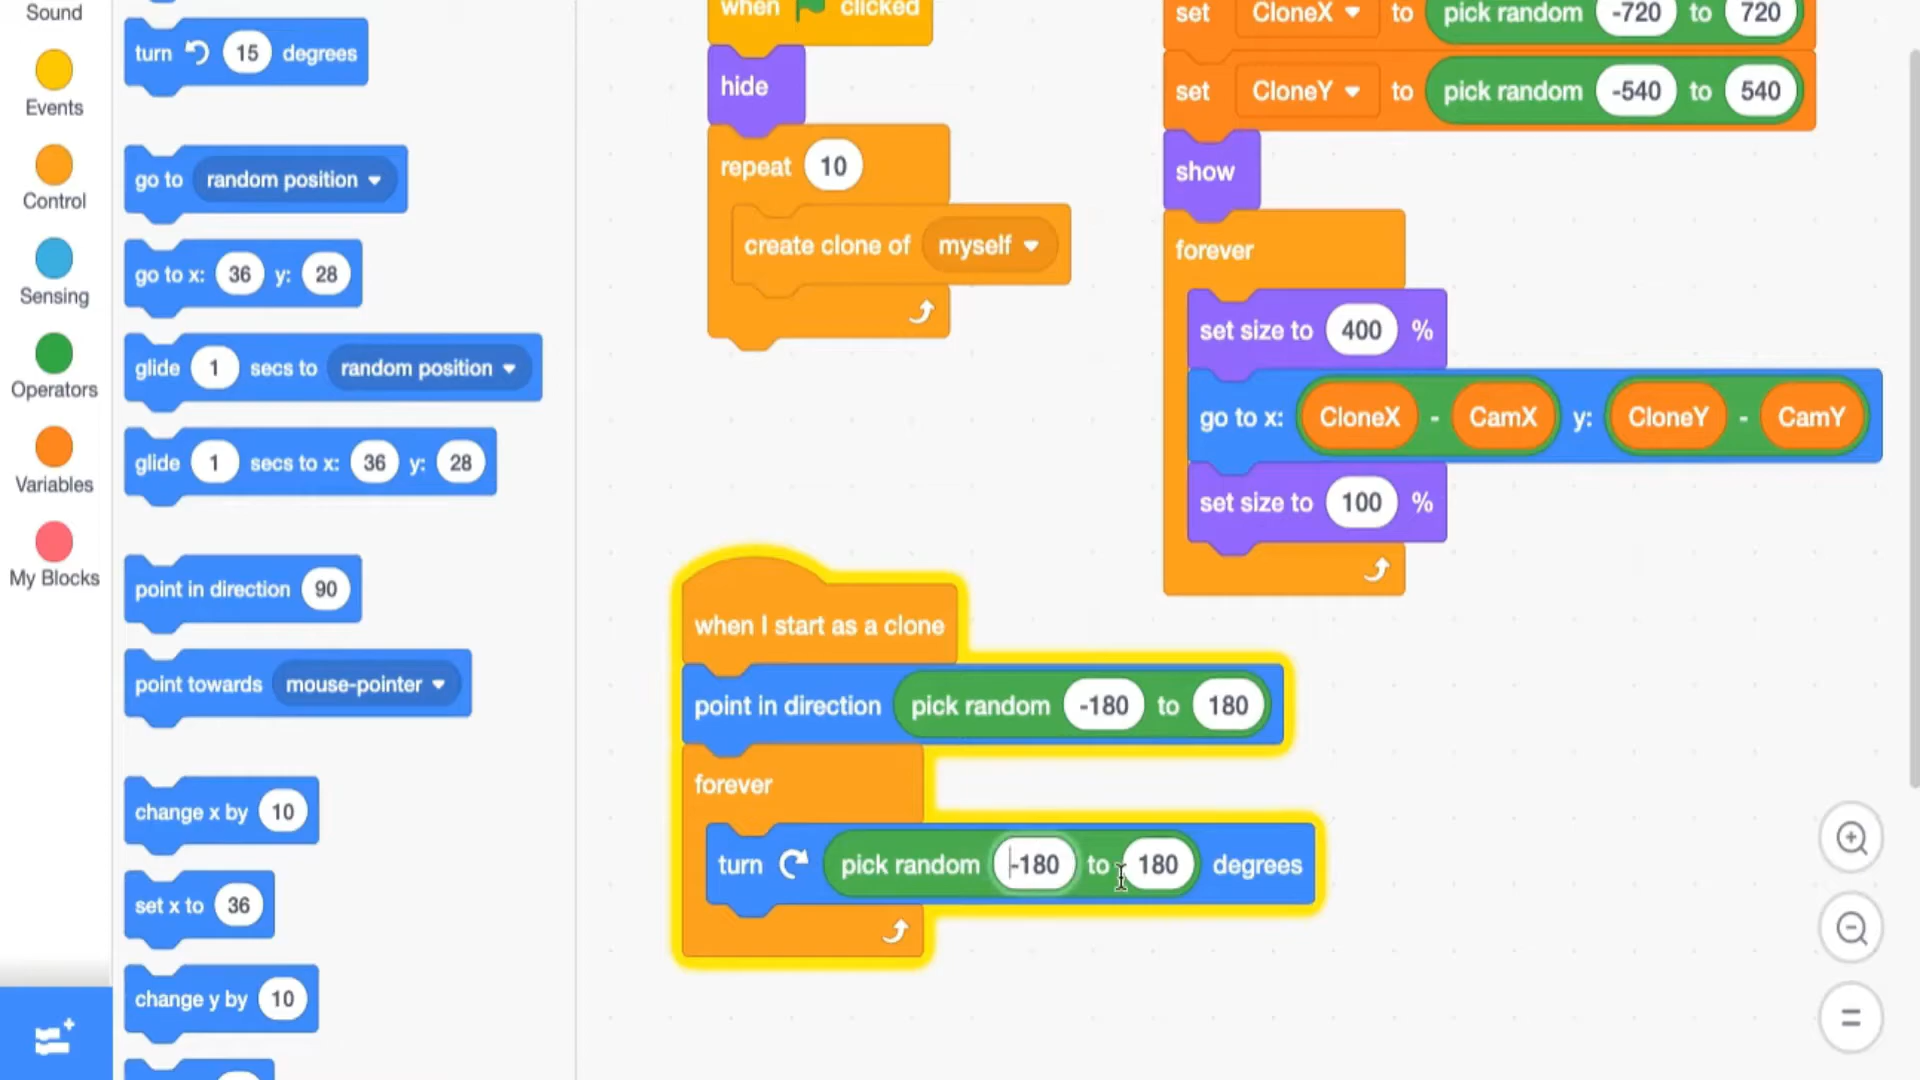 Sound
Events
Control
Sensing
Operators
Variables
My Blocks
turn 15 degrees
go to random position
go to x: 36 y: 28
glide 1 secs to random position
glide 1 secs to x: 36 y: 28
point in direction 90
point towards mouse-pointer
change x by 10
set x to 36
change y by 10
when clicked
hide
repeat 10
create clone of myself
set CloneX to pick random -720 to 720
set CloneY to pick random -540 to 540
show
forever
set size to 400 %
go to x: CloneX - CamX y: CloneY - CamY
set size to 100 %
when I start as a clone
point in direction pick random -180 to 180
forever
turn pick random -180 to 180 degrees